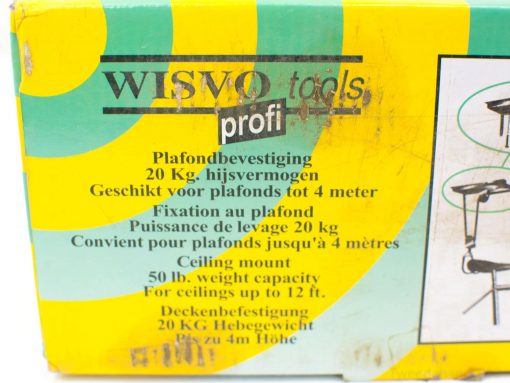 WISVO tools
profi
Plafondbevestiging
20 Kg. hijsvermogen
Geschikt voor plafonds tot 4 meter
Fixation au plafond
Puissance de levage 20 kg
Convient pour plafonds jusqu'à 4 mètres
Ceiling mount
50 lb. weight capacity
For ceilings up to 12 ft.
Deckenbefestigung
20 KG Hebegewicht
Bis zu 4m Höhe